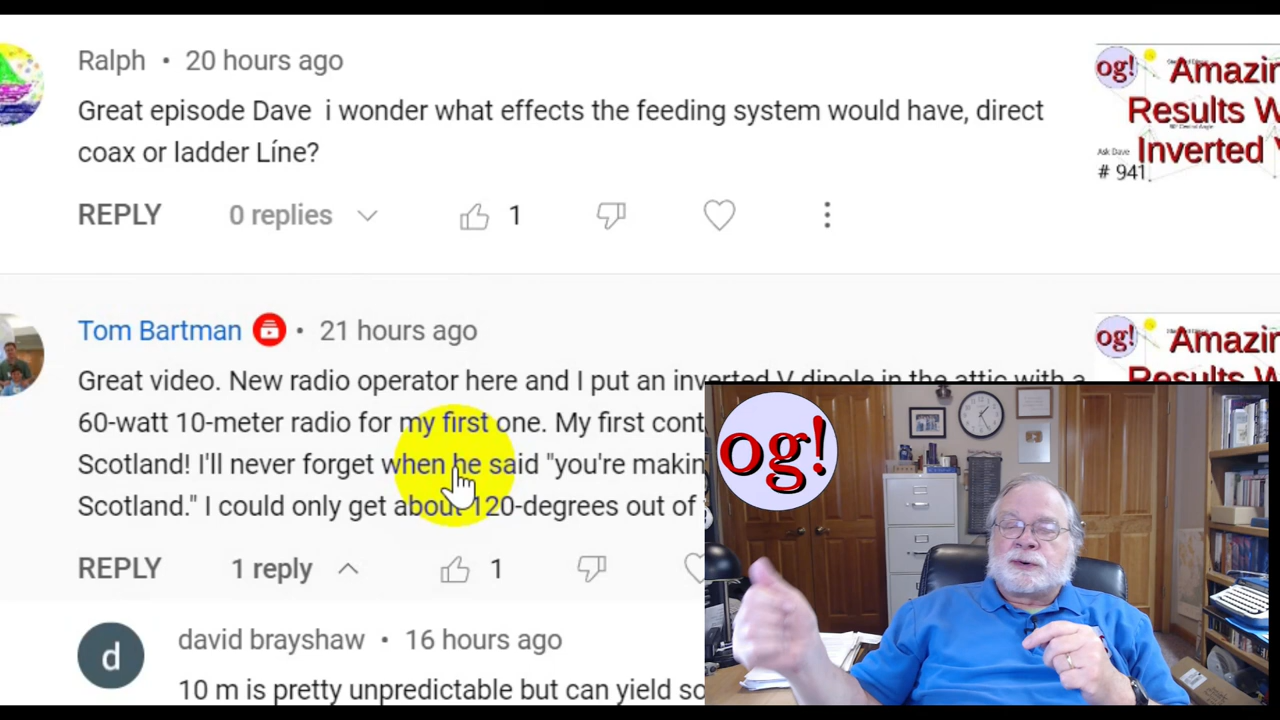 Ralph • 20 hours ago
Great episode Dave i wonder what effects the feeding system would have, direct
coax or ladder Líne?
REPLY 0 replies 1
og! Amazin
Results W
Inverted V
Ask Dave
# 941
Tom Bartman • 21 hours ago
og! Amazin
Results W
Great video. New radio operator here and I put an inverted V dipole in the attic with a
60-watt 10-meter radio for my first one. My first cont
Scotland! I'll never forget when he said "you're makin
Scotland." I could only get about 120-degrees out of
REPLY 1 reply 1
og!
d
david brayshaw • 16 hours ago
10 m is pretty unpredictable but can yield so